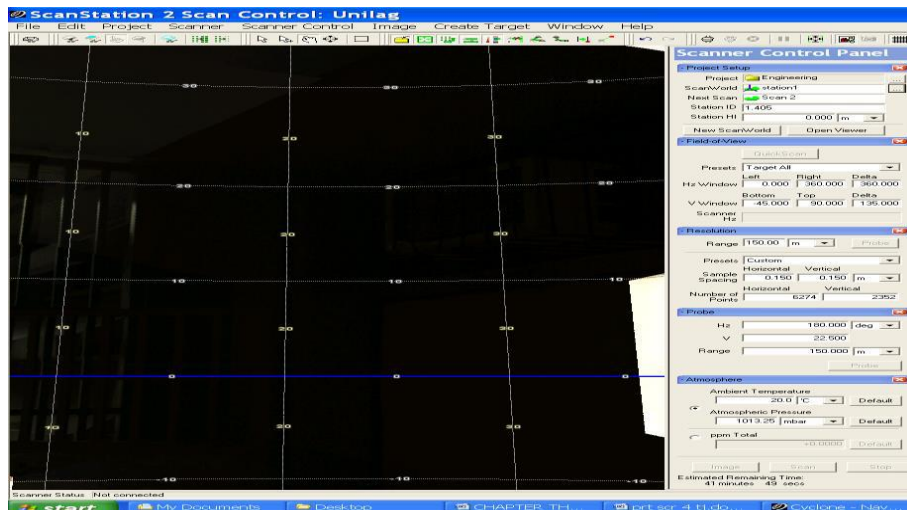 ScanStation 2 Scan Control: Unilag
File Edit Project Scanner Scanner Control Image Create Target Window Help
Scanner Control Panel
Project Setup
Project Engineering ...
ScanWorld station1 ...
Next Scan Scan 2
Station ID 1.405
Station HI 0.000 m
New ScanWorld Open Viewer
Field-of-View
QuickScan
Presets Target All
Left Right Delta
Hz Window 0.000 360.000 360.000
Bottom Top Delta
V Window -45.000 90.000 135.000
Scanner Hz
Resolution
Range 150.00 m Probe
Presets Custom
Horizontal Vertical
Sample Spacing 0.150 0.150 m
Horizontal Vertical
Number of Points 6274 2352
Probe
Hz 180.000 deg
V 22.500
Range 150.000 m
Probe
Atmosphere
Ambient Temperature
20.0 °C Default
Atmospheric Pressure
1013.25 mbar Default
ppm Total
+0.0000 Default
Image Scan Stop
Estimated Remaining Time:
41 minutes 49 secs
30 30 30
10 20 30
20 20 20
10 20 30
10 10 10
10 20 30
0 0 0
10 20 30
-10 -10 -10
Scanner Status Not connected
start My Documents Desktop CHAPTER TH... prt scr 4 t1.do... Cyclone - Nav...